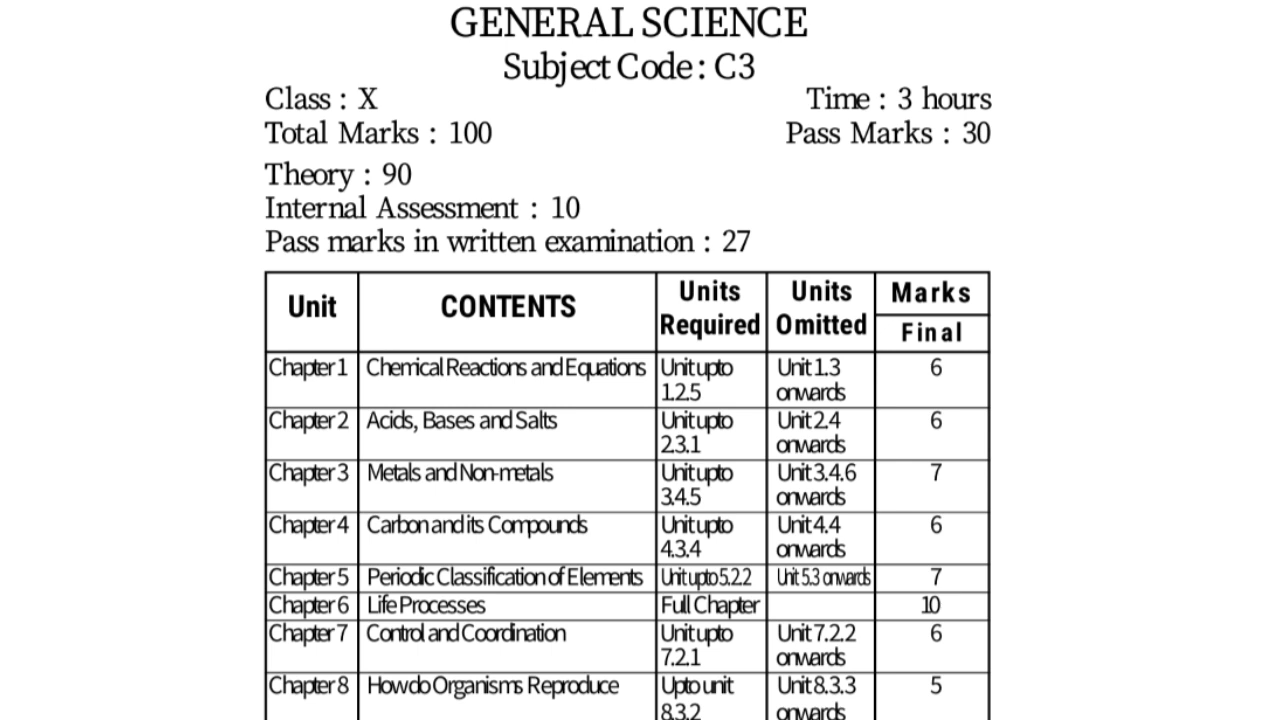 GENERAL SCIENCE
Subject Code : C3
Class : X Time : 3 hours
Total Marks : 100 Pass Marks : 30
Theory : 90
Internal Assessment : 10
Pass marks in written examination : 27
Unit CONTENTS Units Required Units Omitted Marks Final
Chapter 1 Chemical Reactions and Equations Unit upto 1.2.5 Unit 1.3 onwards 6
Chapter 2 Acids, Bases and Salts Unit upto 2.3.1 Unit 2.4 onwards 6
Chapter 3 Metals and Non-metals Unit upto 3.4.5 Unit 3.4.6 onwards 7
Chapter 4 Carbon and its Compounds Unit upto 4.3.4 Unit 4.4 onwards 6
Chapter 5 Periodic Classification of Elements Unit upto 5.2.2 Unit 5.3 onwards 7
Chapter 6 Life Processes Full Chapter 10
Chapter 7 Control and Coordination Unit upto 7.2.1 Unit 7.2.2 onwards 6
Chapter 8 How do Organisms Reproduce Upto unit 8.3.2 Unit 8.3.3 onwards 5